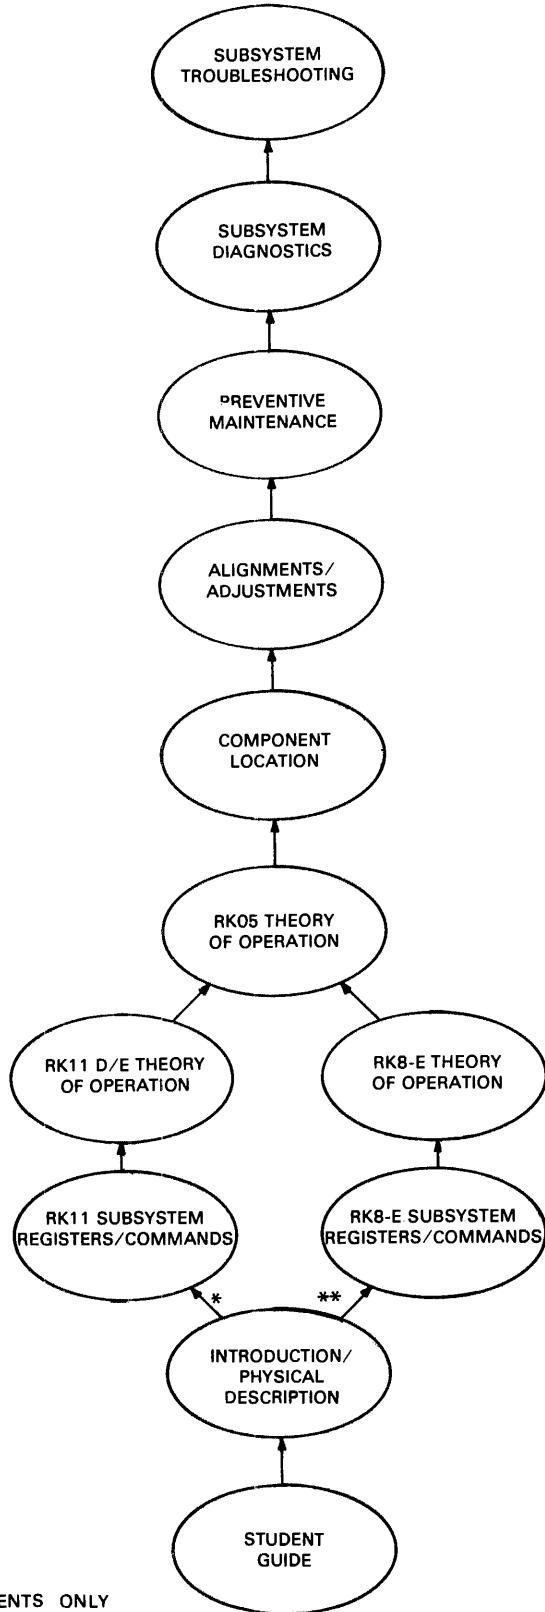 SUBSYSTEM
TROUBLESHOOTING
SUBSYSTEM
DIAGNOSTICS
PREVENTIVE
MAINTENANCE
ALIGNMENTS/
ADJUSTMENTS
COMPONENT
LOCATION
RK05 THEORY
OF OPERATION
RK11 D/E THEORY
OF OPERATION
RK8-E THEORY
OF OPERATION
RK11 SUBSYSTEM
REGISTERS/COMMANDS
RK8-E SUBSYSTEM
REGISTERS/COMMANDS
*
**
INTRODUCTION/
PHYSICAL
DESCRIPTION
STUDENT
GUIDE
ENTS ONLY